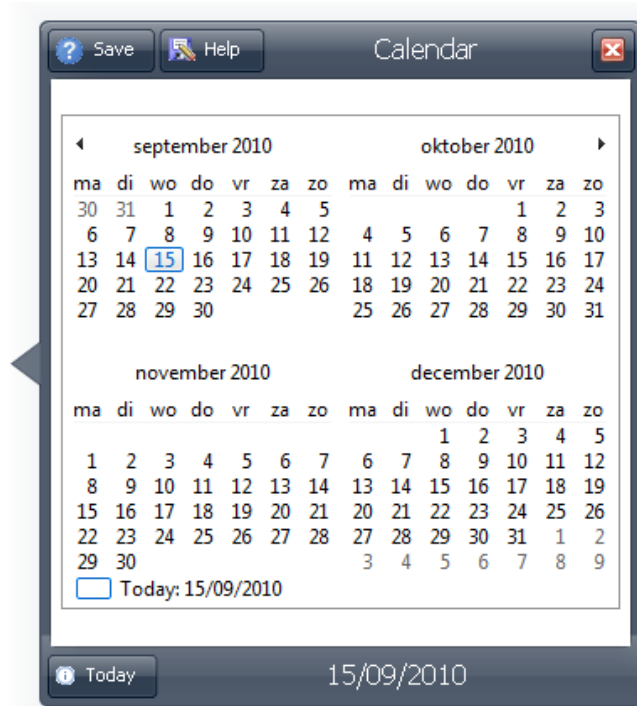 Save Help Calendar
september 2010 oktober 2010
ma di wo do vr za zo ma di wo do vr za zo
30 31 1 2 3 4 5 1 2 3
6 7 8 9 10 11 12 4 5 6 7 8 9 10
13 14 15 16 17 18 19 11 12 13 14 15 16 17
20 21 22 23 24 25 26 18 19 20 21 22 23 24
27 28 29 30 25 26 27 28 29 30 31
november 2010 december 2010
ma di wo do vr za zo ma di wo do vr za zo
1 2 3 4 5
1 2 3 4 5 6 7 6 7 8 9 10 11 12
8 9 10 11 12 13 14 13 14 15 16 17 18 19
15 16 17 18 19 20 21 20 21 22 23 24 25 26
22 23 24 25 26 27 28 27 28 29 30 31 1 2
29 30 3 4 5 6 7 8 9
Today: 15/09/2010
Today 15/09/2010